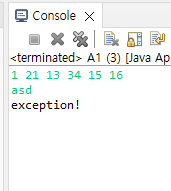 Console
<terminated> A1 (3) [Java Ap
1 21 13 34 15 16
asd
exception!